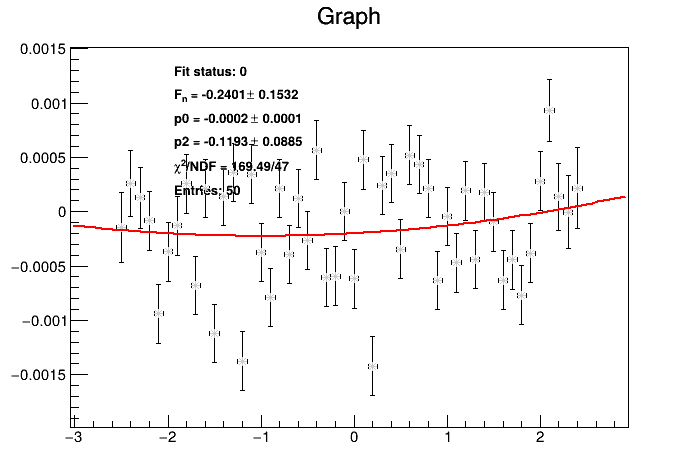 Graph
0.0015
0.001
0.0005
0
−0.0005
−0.001
−0.0015
Fit status: 0
Fn = -0.2401± 0.1532
p0 = -0.0002± 0.0001
p2 = -0.1193± 0.0885
χ²/NDF = 169.49/47
Entries: 50
−3 −2 −1 0 1 2